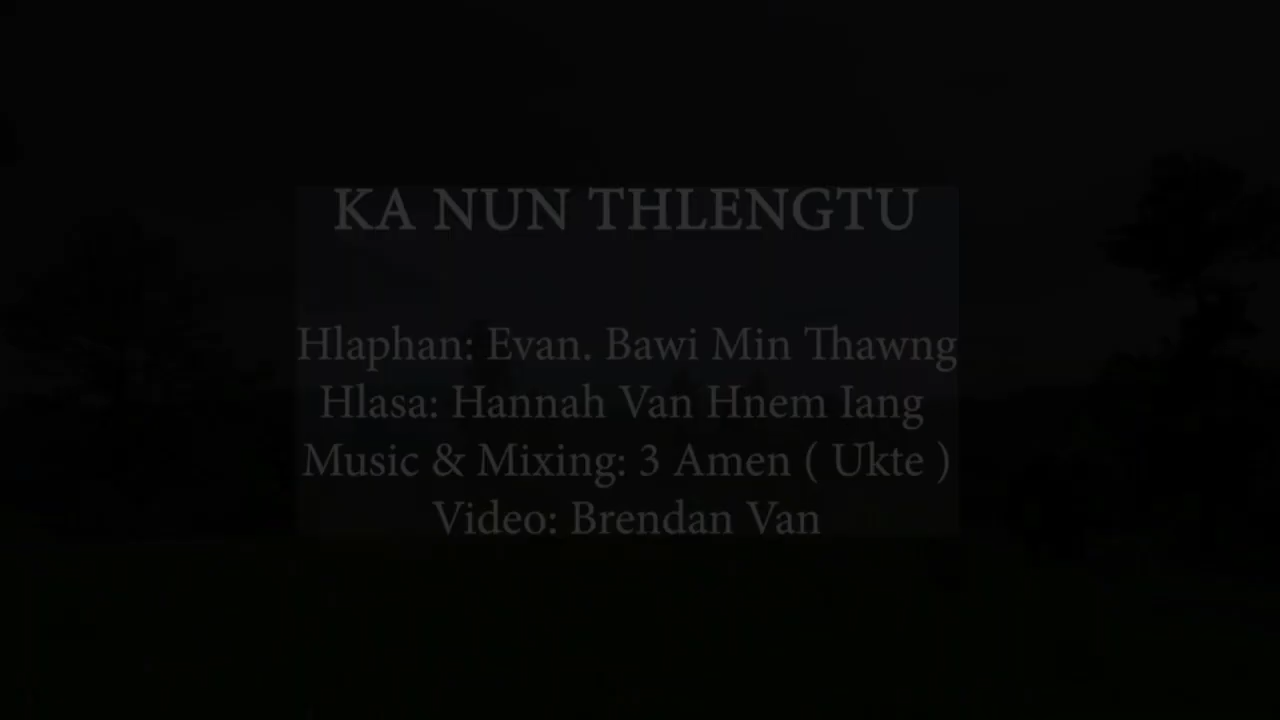 KA NUN THLENGTU
Hlaphan: Evan. Bawi Min Thawng
Hlasa: Hannah Van Hnem Iang
Music & Mixing: 3 Amen ( Ukte )
Video: Brendan Van